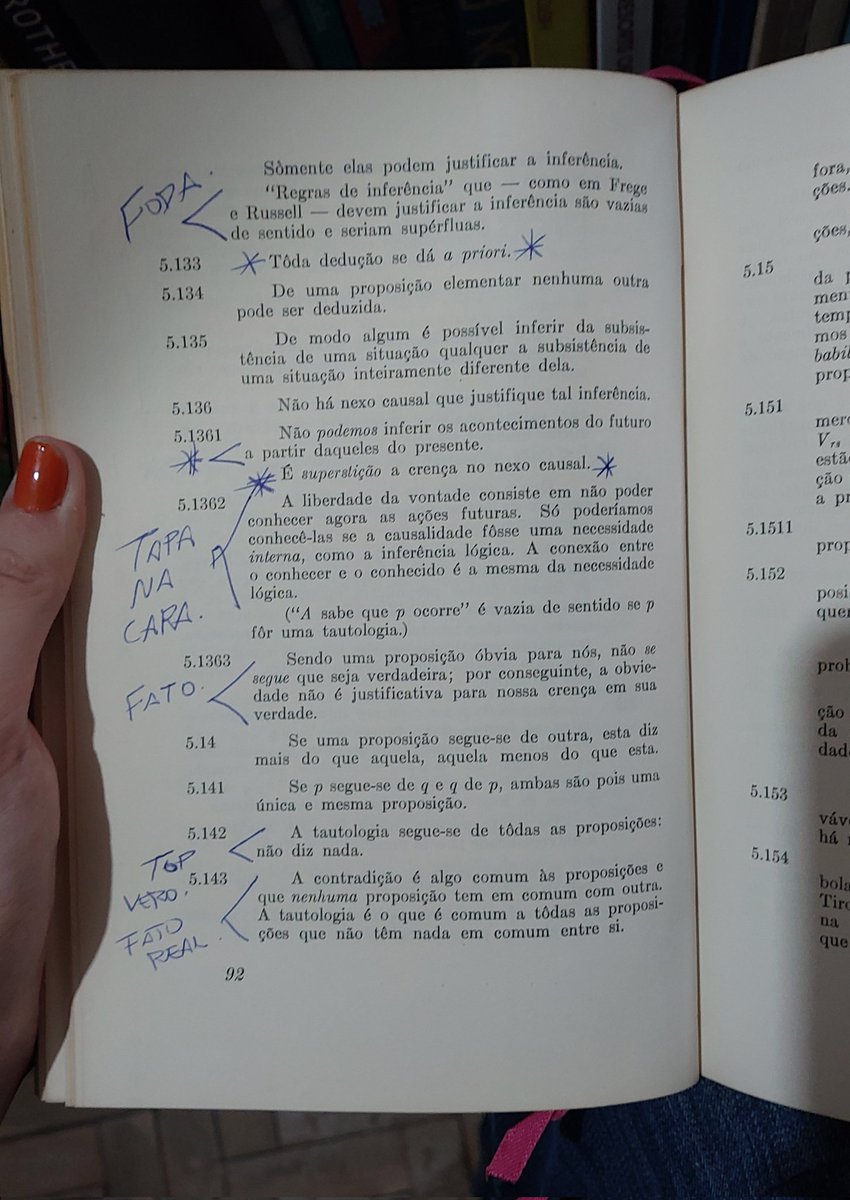 ROTHE
FODA.
Sòmente elas podem justificar a inferência.
"Regras de inferência" que — como em Frege
e Russell — devem justificar a inferência são vazias
de sentido e seriam supérfluas.
5.133 Tôda dedução se dá a priori.
5.134 De uma proposição elementar nenhuma outra
pode ser deduzida.
5.135 De modo algum é possível inferir da subsis-
tência de uma situação qualquer a subsistência de
uma situação inteiramente diferente dela.
5.136 Não há nexo causal que justifique tal inferência.
5.1361 Não podemos inferir os acontecimentos do futuro
a partir daqueles do presente.
É superstição a crença no nexo causal.
5.1362 A liberdade da vontade consiste em não poder
conhecer agora as ações futuras. Só poderíamos
conhecê-las se a causalidade fôsse uma necessidade
interna, como a inferência lógica. A conexão entre
o conhecer e o conhecido é a mesma da necessidade
lógica.
("A sabe que p ocorre" é vazia de sentido se p
fôr uma tautologia.)
TAPA
NA
CARA.
5.1363 Sendo uma proposição óbvia para nós, não se
segue que seja verdadeira; por conseguinte, a obvie-
dade não é justificativa para nossa crença em sua
verdade.
FATO.
5.14 Se uma proposição segue-se de outra, esta diz
mais do que aquela, aquela menos do que esta.
5.141 Se p segue-se de q e q de p, ambas são pois uma
única e mesma proposição.
5.142 A tautologia segue-se de tôdas as proposições:
não diz nada.
TOP
VERO.
5.143 A contradição é algo comum às proposições e
que nenhuma proposição tem em comum com outra.
A tautologia é o que é comum a tôdas as proposi-
ções que não têm nada em comum entre si.
FATO
REAL.
92
fora,
ções.
ções,
5.15
da p
ment
temp
mos
babil
prop
5.151
merc
estão
ção
a pr
5.1511
prop
5.152
posi
quer
prob
ção
da
dade
5.153
váve
há
5.154
bola
Tiro
na
que